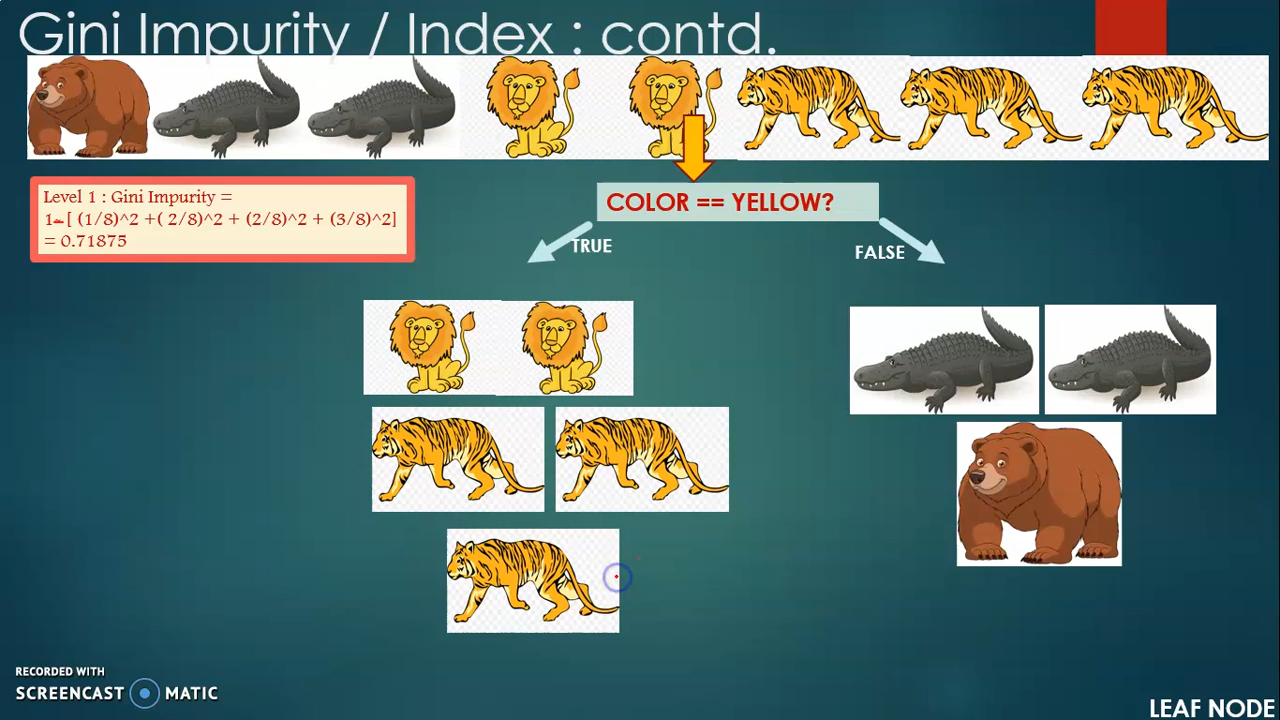 Gini Impurity / Index : contd.
Level 1 : Gini Impurity =
1- [ (1/8)^2 +( 2/8)^2 + (2/8)^2 + (3/8)^2]
= 0.71875
COLOR == YELLOW?
TRUE
FALSE
RECORDED WITH
SCREENCAST MATIC
LEAF NODE